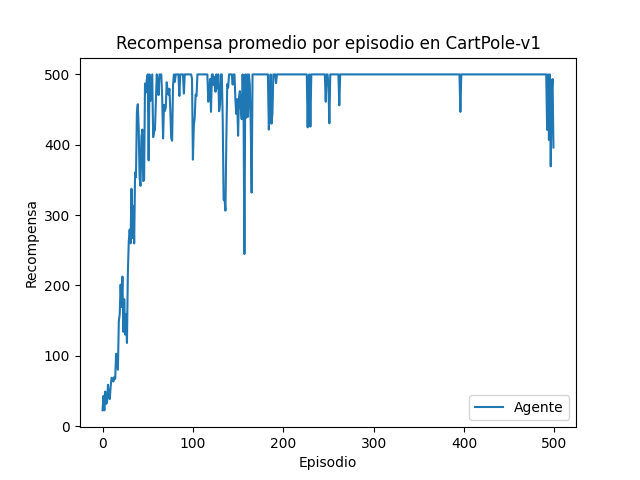 Recompensa promedio por episodio en CartPole-v1
500
400
300
200
100
0
Recompensa
0 100 200 300 400 500
Episodio
Agente